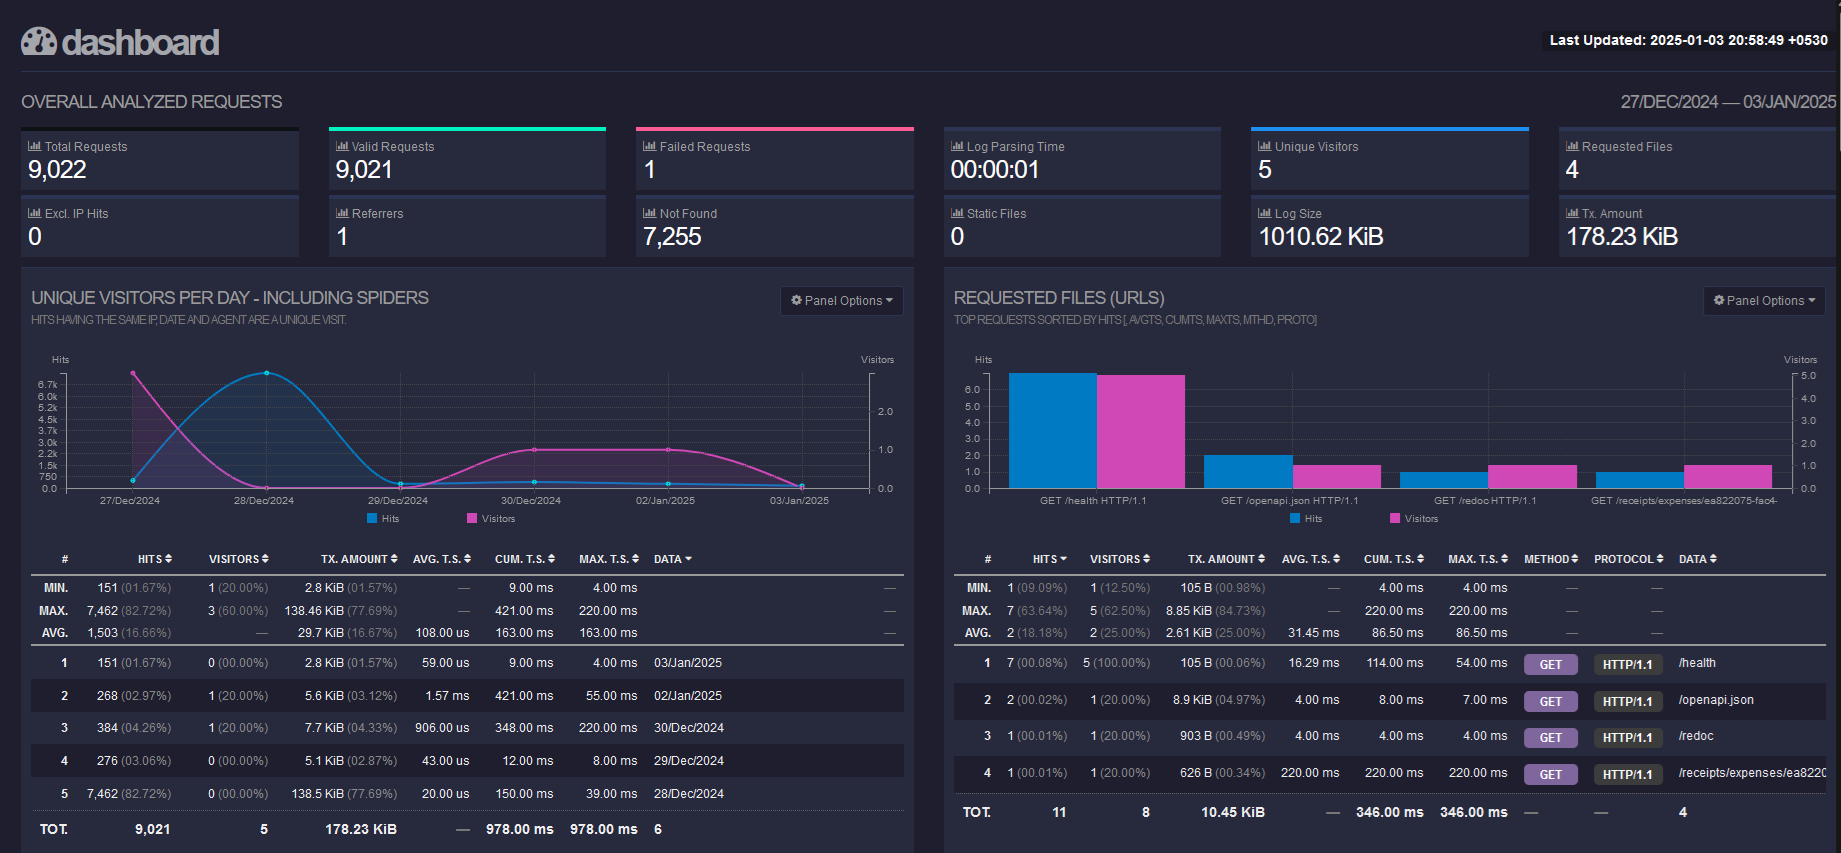 dashboard
Last Updated: 2025-01-03 20:58:49 +0530
OVERALL ANALYZED REQUESTS
27/DEC/2024 — 03/JAN/2025
Total Requests
9,022
Valid Requests
9,021
Failed Requests
1
Log Parsing Time
00:00:01
Unique Visitors
5
Requested Files
4
Excl. IP Hits
0
Referrers
1
Not Found
7,255
Static Files
0
Log Size
1010.62 KiB
Tx. Amount
178.23 KiB
UNIQUE VISITORS PER DAY - INCLUDING SPIDERS
Panel Options
HITS HAVING THE SAME IP, DATE AND AGENT ARE A UNIQUE VISIT.
Hits
Visitors
6.7k
6.0k
5.2k
4.5k
3.7k
3.0k
2.2k
1.5k
750
0.0
2.0
1.0
0.0
27/Dec/2024 28/Dec/2024 29/Dec/2024 30/Dec/2024 02/Jan/2025 03/Jan/2025
Hits Visitors
# HITS VISITORS TX. AMOUNT AVG. T.S. CUM. T.S. MAX. T.S. DATA
MIN. 151 (01.67%) 1 (20.00%) 2.8 KiB (01.57%) — 9.00 ms 4.00 ms —
MAX. 7,462 (82.72%) 3 (60.00%) 138.46 KiB (77.69%) — 421.00 ms 220.00 ms —
AVG. 1,503 (16.66%) — 29.7 KiB (16.67%) 108.00 us 163.00 ms 163.00 ms —
1 151 (01.67%) 0 (00.00%) 2.8 KiB (01.57%) 59.00 us 9.00 ms 4.00 ms 03/Jan/2025
2 268 (02.97%) 1 (20.00%) 5.6 KiB (03.12%) 1.57 ms 421.00 ms 55.00 ms 02/Jan/2025
3 384 (04.26%) 1 (20.00%) 7.7 KiB (04.33%) 906.00 us 348.00 ms 220.00 ms 30/Dec/2024
4 276 (03.06%) 0 (00.00%) 5.1 KiB (02.87%) 43.00 us 12.00 ms 8.00 ms 29/Dec/2024
5 7,462 (82.72%) 0 (00.00%) 138.5 KiB (77.69%) 20.00 us 150.00 ms 39.00 ms 28/Dec/2024
TOT. 9,021 5 178.23 KiB — 978.00 ms 978.00 ms 6
REQUESTED FILES (URLS)
Panel Options
TOP REQUESTS SORTED BY HITS [, AVGTS, CUMTS, MAXTS, MTHD, PROTO]
Hits
Visitors
6.0
5.0
4.0
3.0
2.0
1.0
0.0
5.0
4.0
3.0
2.0
1.0
0.0
GET /health HTTP/1.1 GET /openapi.json HTTP/1.1 GET /redoc HTTP/1.1 GET /receipts/expenses/ea822075-fac4-
Hits Visitors
# HITS VISITORS TX. AMOUNT AVG. T.S. CUM. T.S. MAX. T.S. METHOD PROTOCOL DATA
MIN. 1 (09.09%) 1 (12.50%) 105 B (00.98%) — 4.00 ms 4.00 ms — —
MAX. 7 (63.64%) 5 (62.50%) 8.85 KiB (84.73%) — 220.00 ms 220.00 ms — —
AVG. 2 (18.18%) 2 (25.00%) 2.61 KiB (25.00%) 31.45 ms 86.50 ms 86.50 ms — —
1 7 (00.08%) 5 (100.00%) 105 B (00.06%) 16.29 ms 114.00 ms 54.00 ms GET HTTP/1.1 /health
2 2 (00.02%) 1 (20.00%) 8.9 KiB (04.97%) 4.00 ms 8.00 ms 7.00 ms GET HTTP/1.1 /openapi.json
3 1 (00.01%) 1 (20.00%) 903 B (00.49%) 4.00 ms 4.00 ms 4.00 ms GET HTTP/1.1 /redoc
4 1 (00.01%) 1 (20.00%) 626 B (00.34%) 220.00 ms 220.00 ms 220.00 ms GET HTTP/1.1 /receipts/expenses/ea8220
TOT. 11 8 10.45 KiB — 346.00 ms 346.00 ms — — 4